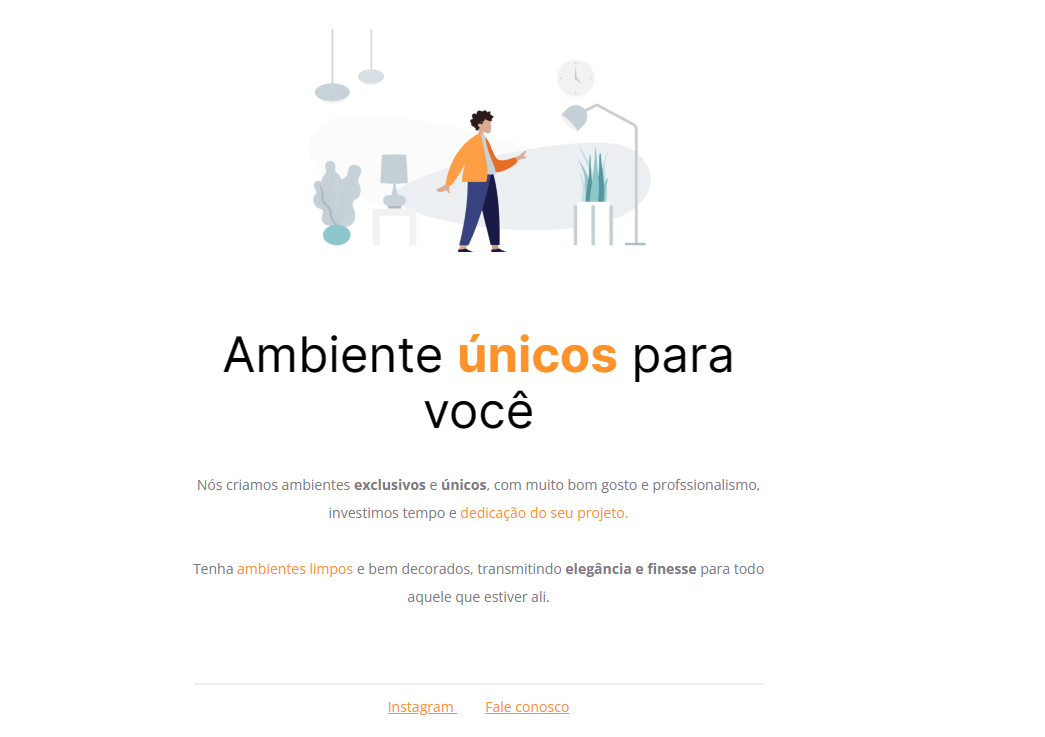 Ambiente únicos para
você
Nós criamos ambientes exclusivos e únicos, com muito bom gosto e profssionalismo,
investimos tempo e dedicação do seu projeto.
Tenha ambientes limpos e bem decorados, transmitindo elegância e finesse para todo
aquele que estiver ali.
Instagram Fale conosco